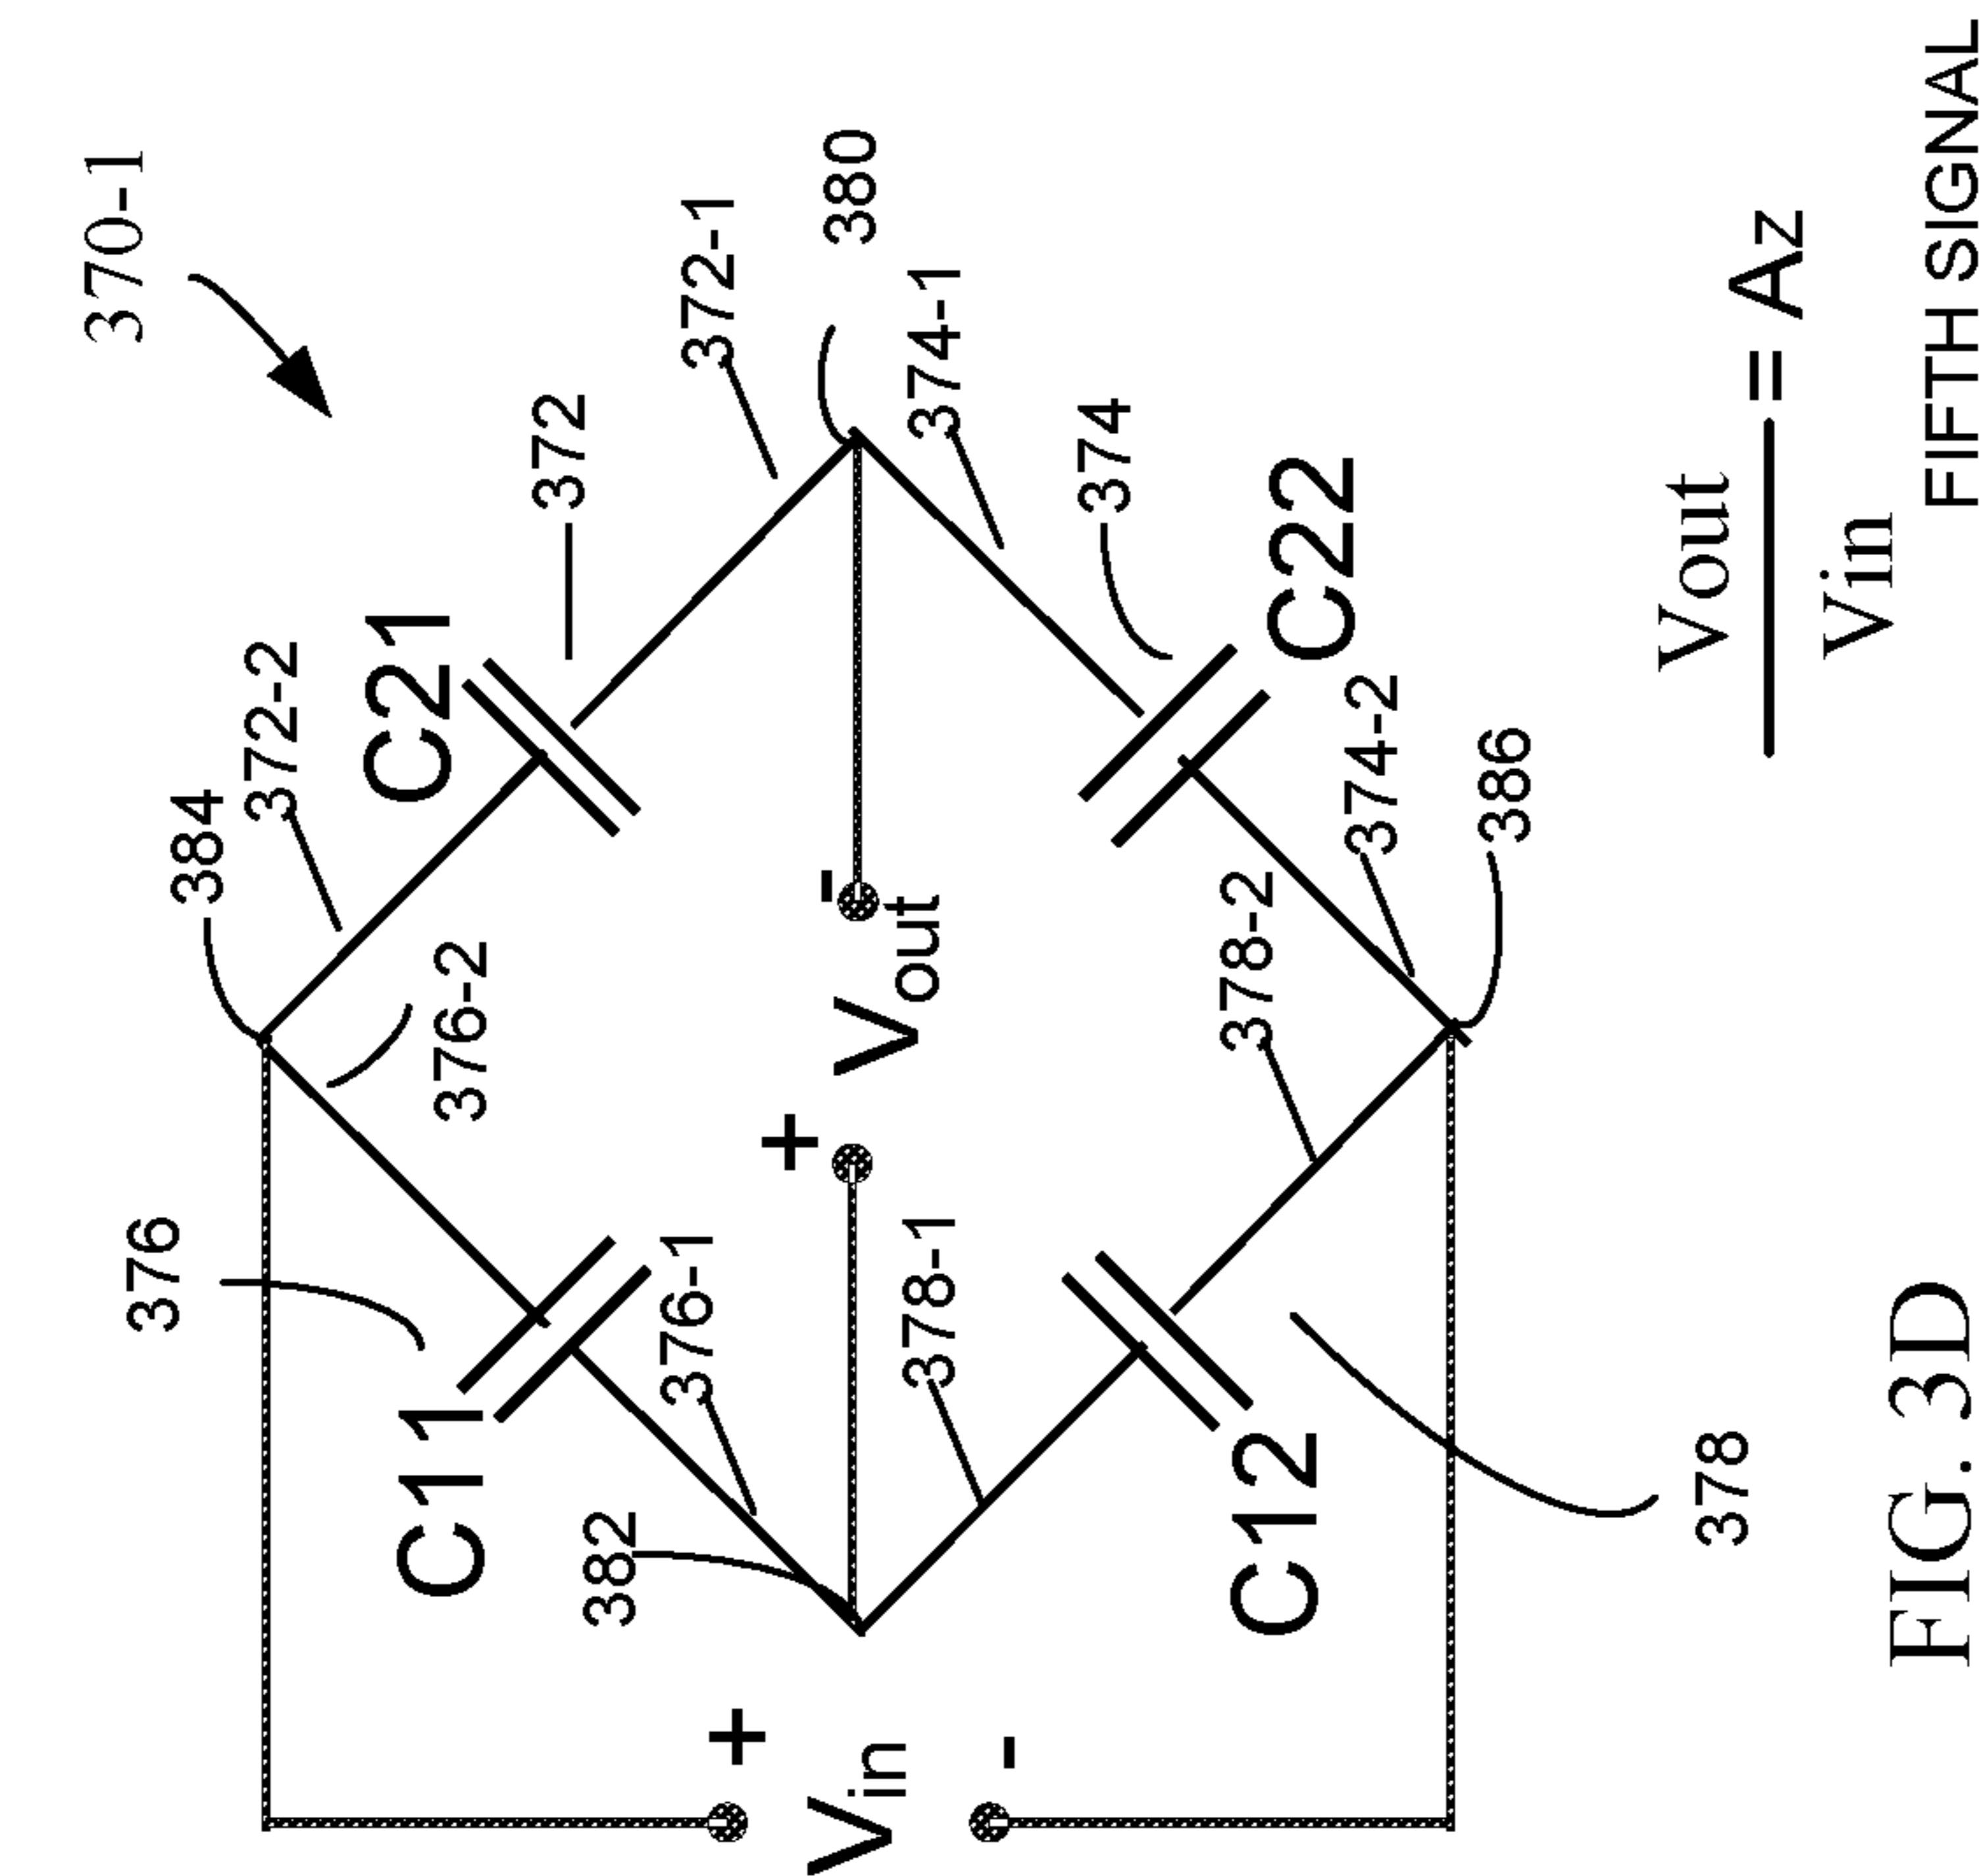 370-1
376
384
372-2
C11
C21
376-2
372
382
376-1
372-1
+
+
-
Vin
Vout
380
378-1
374-1
-
374
378-2
C12
C22
374-2
386
378
Vout
= Az
Vin
FIG. 3D
FIFTH SIGNAL